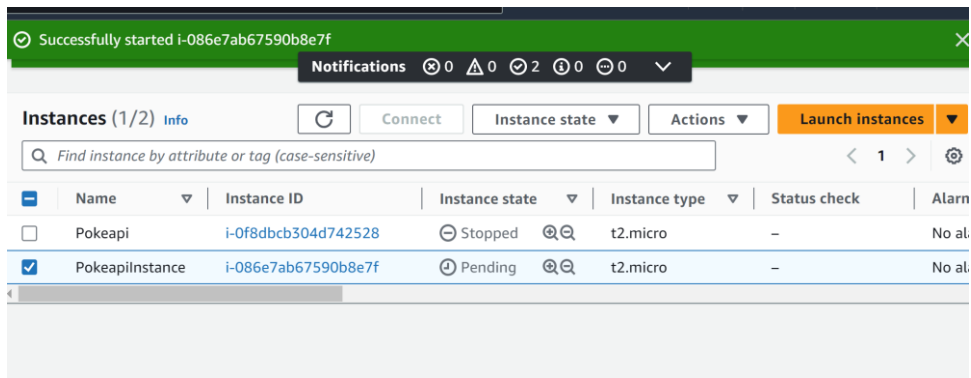 Successfully started i-086e7ab67590b8e7f
Notifications 0 0 2 0 0
Instances (1/2) Info Connect Instance state Actions Launch instances
Find instance by attribute or tag (case-sensitive) 1
Name Instance ID Instance state Instance type Status check Alarm
Pokeapi i-0f8dbcb304d742528 Stopped t2.micro – No al
PokeapiInstance i-086e7ab67590b8e7f Pending t2.micro – No al